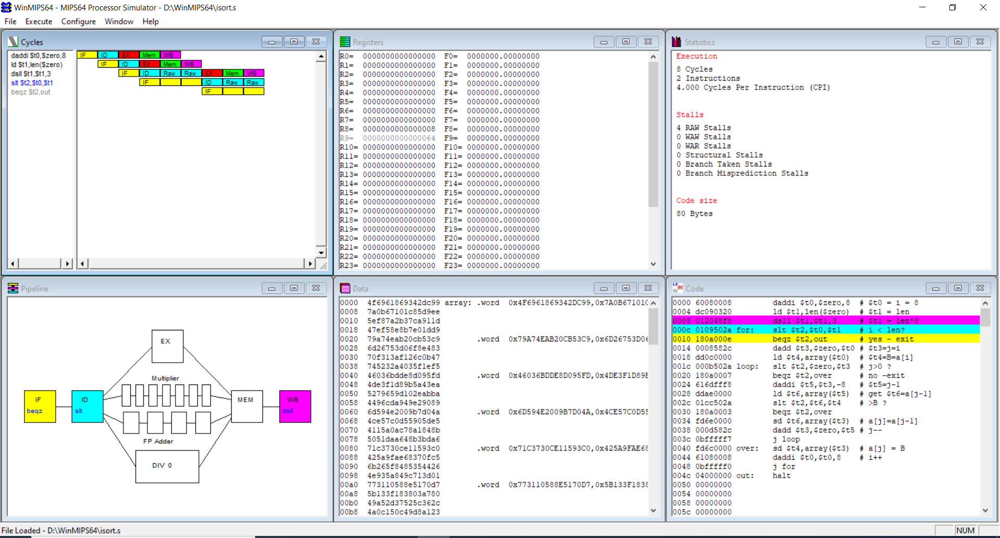 WinMIPS64 - MIPS64 Processor Simulator - D:\WinMIPS64\isort.s
File Execute Configure Window Help
Cycles
daddi $t0,$zero,8 IF ID EX Mem WB
ld $t1,len($zero) IF ID EX Mem WB
dsll $t1,$t1,3 IF ID Raw Raw EX Mem WB
slt $t2,$t0,$t1 IF ID Raw Raw
beqz $t2,out IF
Registers
R0= 0000000000000000 F0= 0000000.00000000
R1= 0000000000000000 F1= 0000000.00000000
R2= 0000000000000000 F2= 0000000.00000000
R3= 0000000000000000 F3= 0000000.00000000
R4= 0000000000000000 F4= 0000000.00000000
R5= 0000000000000000 F5= 0000000.00000000
R6= 0000000000000000 F6= 0000000.00000000
R7= 0000000000000000 F7= 0000000.00000000
R8= 0000000000000008 F8= 0000000.00000000
R9= 0000000000000064 F9= 0000000.00000000
R10= 0000000000000000 F10= 0000000.00000000
R11= 0000000000000000 F11= 0000000.00000000
R12= 0000000000000000 F12= 0000000.00000000
R13= 0000000000000000 F13= 0000000.00000000
R14= 0000000000000000 F14= 0000000.00000000
R15= 0000000000000000 F15= 0000000.00000000
R16= 0000000000000000 F16= 0000000.00000000
R17= 0000000000000000 F17= 0000000.00000000
R18= 0000000000000000 F18= 0000000.00000000
R19= 0000000000000000 F19= 0000000.00000000
R20= 0000000000000000 F20= 0000000.00000000
R21= 0000000000000000 F21= 0000000.00000000
R22= 0000000000000000 F22= 0000000.00000000
R23= 0000000000000000 F23= 0000000.00000000
Statistics
Execution
8 Cycles
2 Instructions
4.000 Cycles Per Instruction (CPI)
Stalls
4 RAW Stalls
0 WAW Stalls
0 WAR Stalls
0 Structural Stalls
0 Branch Taken Stalls
0 Branch Misprediction Stalls
Code size
80 Bytes
Pipeline
EX
Multiplier
IF
beqz
ID
slt
MEM
WB
dsll
FP Adder
DIV 0
Data
0000 4f6961869342dc99 array: .word 0x4F6961869342DC99,0x7A0B67101C
0008 7a0b67101c85d9ee
0010 5ef87a2b37ca911d
0018 47ef58e8b7e01dd9
0020 79a74eab20cb53c9 .word 0x79A74EAB20CB53C9,0x6D26753D06
0028 6d26753d06f8e483
0030 70f313af126c0b47
0038 745232a4035f1ef5
0040 46036bdde8d095fd .word 0x46036BDDE8D095FD,0x4DE3F1D89B
0048 4de3f1d89b5a43ea
0050 5279659d102eabba
0058 4496cda949e29089
0060 6d594e2009b7d04a .word 0x6D594E2009B7D04A,0x4CE57C0D55
0068 4ce57c0d55905de5
0070 4115a0ac78a1848b
0078 5051daa648b3bda6
0080 71c3730ce11593c0 .word 0x71C3730CE11593C0,0x425A9FAE68
0088 425a9fae68370fc5
0090 6b265f8485354426
0098 4e935a849c713d01
00a0 773110588e5170d7 .word 0x773110588E5170D7,0x5B133F1838
00a8 5b133f183803a780
00b0 49a52d37525c362c
00b8 4a0c150c49d8a123
Code
0000 60080008 daddi $t0,$zero,8 # $t0 = i = 8
0004 dc090320 ld $t1,len($zero) # $t1 = len
0008 012048f8 dsll $t1,$t1,3 # $t1 = len*8
000c 0109502a for: slt $t2,$t0,$t1 # i < len?
0010 180a000e beqz $t2,out # yes - exit
0014 0008582c dadd $t3,$zero,$t0 # $t3=j=i
0018 dd0c0000 ld $t4,array($t0) # $t4=B=a[i]
001c 000b502a loop: slt $t2,$zero,$t3 # j>0 ?
0020 180a0007 beqz $t2,over # no -exit
0024 616dfff8 daddi $t5,$t3,-8 # $t5=j-1
0028 ddae0000 ld $t6,array($t5) # get $t6=a[j-1]
002c 01cc502a slt $t2,$t6,$t4 # >B ?
0030 180a0003 beqz $t2,over
0034 fd6e0000 sd $t6,array($t3) # a[j]=a[j-1]
0038 000d582c dadd $t3,$zero,$t5 # j--
003c 0bfffff7 j loop
0040 fd6c0000 over: sd $t4,array($t3) # a[j] = B
0044 61080008 daddi $t0,$t0,8 # i++
0048 0bfffff0 j for
004c 04000000 out: halt
0050 00000000
0054 00000000
0058 00000000
005c 00000000
File Loaded - D:\WinMIPS64\isort.s
NUM